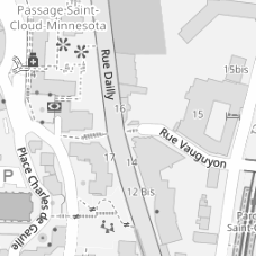 Passage Saint-
Cloud Minnesota
Rue Dailly
15bis
16
15
Rue Vauguyon
17
14
12 Bis
Place Charles de Gaulle
P
Parc
Saint-C